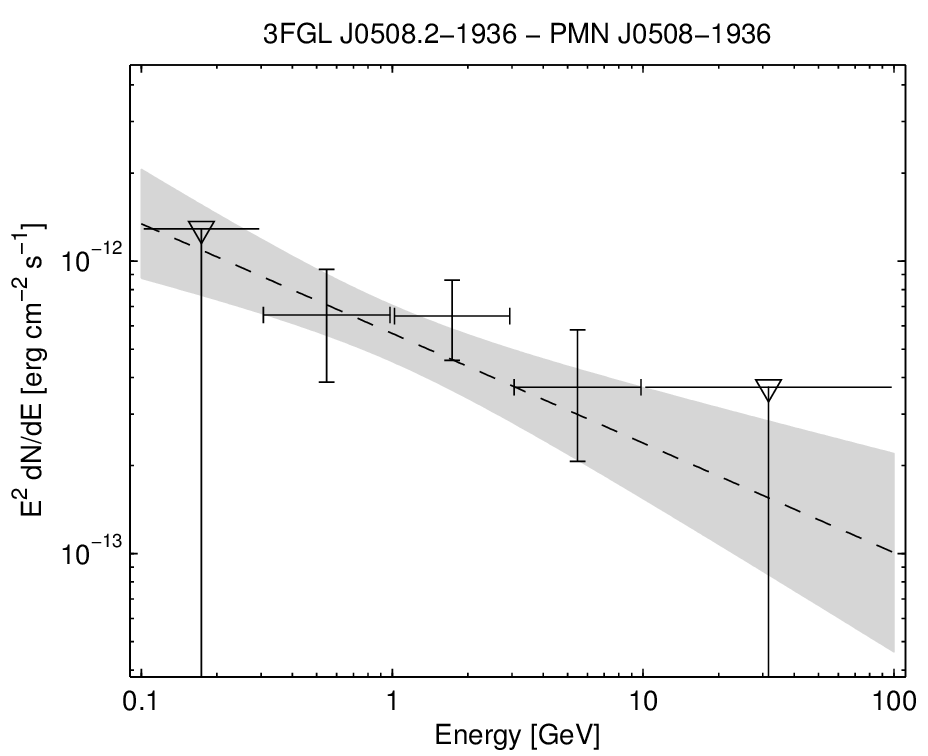 3FGL J0508.2−1936 − PMN J0508−1936
E² dN/dE [erg cm⁻² s⁻¹]
10⁻¹²
10⁻¹³
0.1 1 10 100
Energy [GeV]